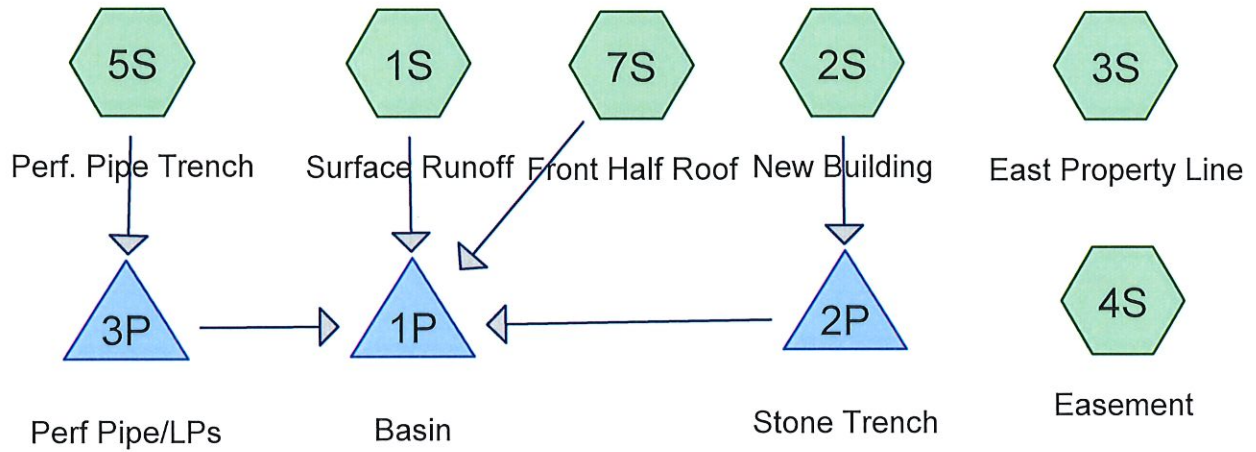 5S
1S
7S
2S
3S
Perf. Pipe Trench
Surface Runoff
Front Half Roof
New Building
East Property Line
3P
1P
2P
4S
Perf Pipe/LPs
Basin
Stone Trench
Easement